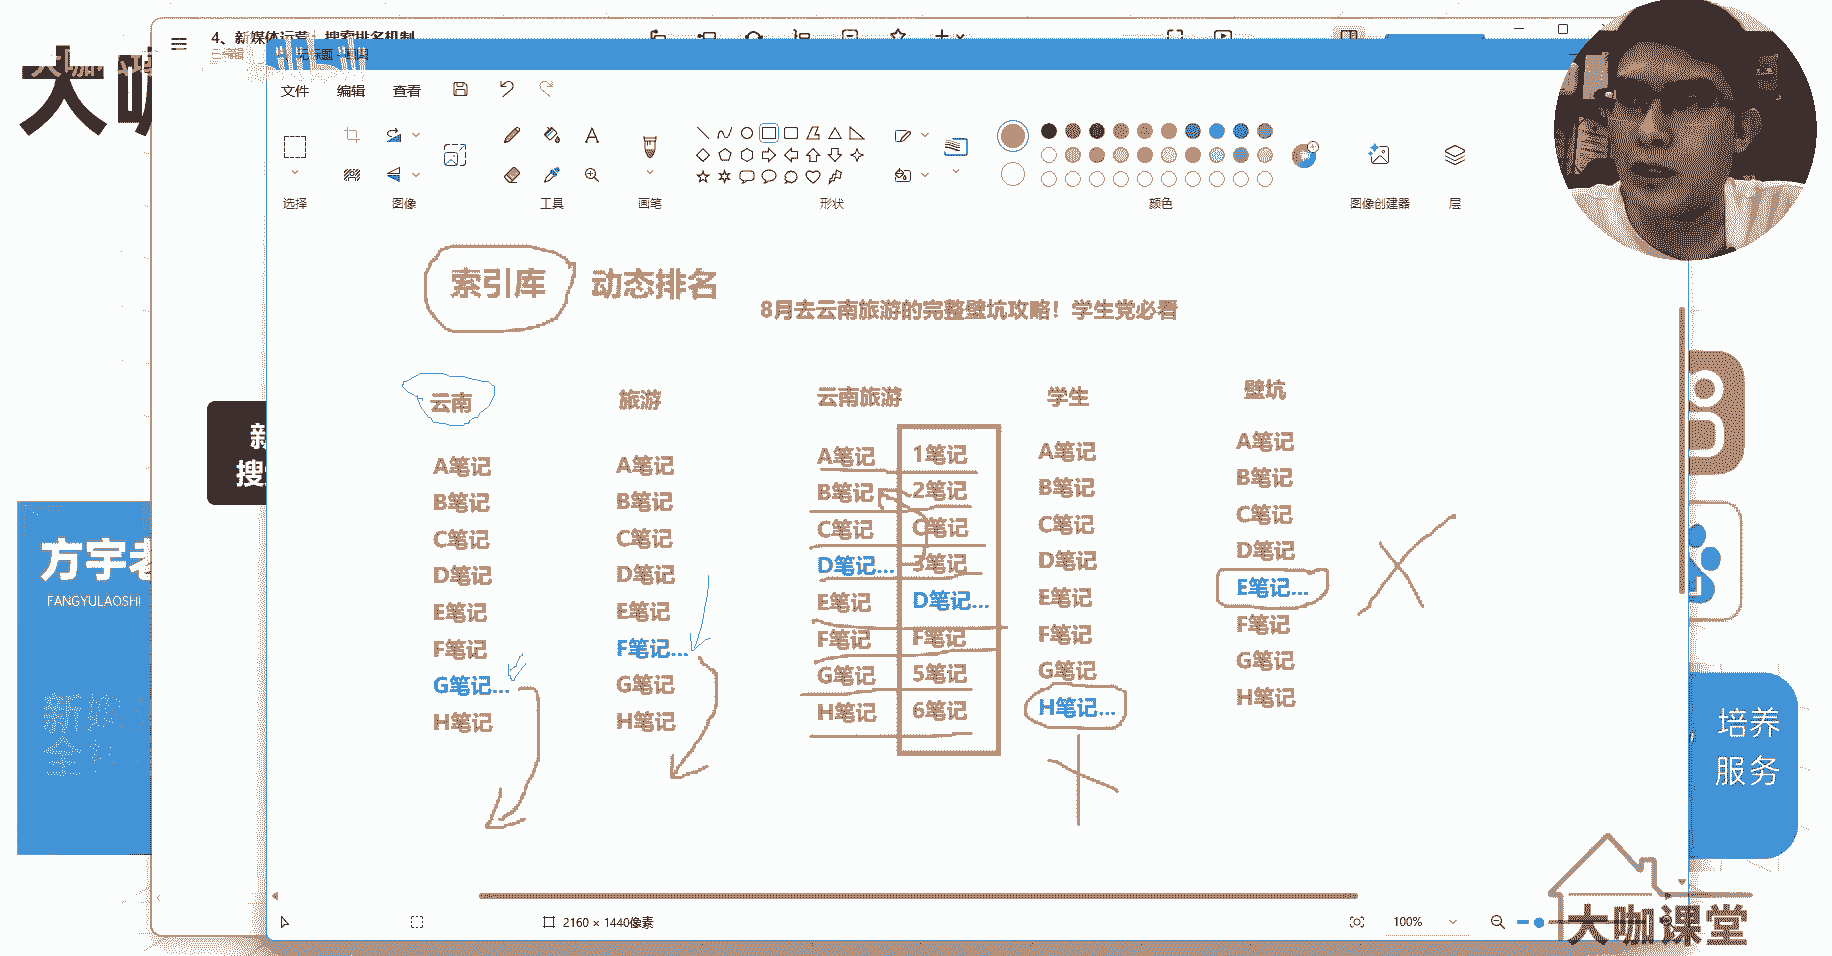 4、新媒体运营：搜索排名机制
已编辑
文件 编辑 查看
选择 图像 工具 画笔 形状 颜色 图像创建器 层
索引库 动态排名
8月去云南旅游的完整壁坑攻略！学生党必看
云南 旅游 云南旅游 学生 壁坑
A笔记 A笔记 A笔记 1笔记 A笔记 A笔记
B笔记 B笔记 B笔记 2笔记 B笔记 B笔记
C笔记 C笔记 C笔记 C笔记 C笔记 C笔记
D笔记 D笔记 D笔记... 3笔记 D笔记 D笔记
E笔记 E笔记 E笔记 D笔记... E笔记 E笔记...
F笔记 F笔记... F笔记 F笔记 F笔记 F笔记
G笔记... G笔记 G笔记 5笔记 G笔记 G笔记
H笔记 H笔记 H笔记 6笔记 H笔记... H笔记
大咖
新
搜
方宇老
FANGYULAOSHI
新媒
全
培养
服务
2160 × 1440像素
100%
大咖课堂